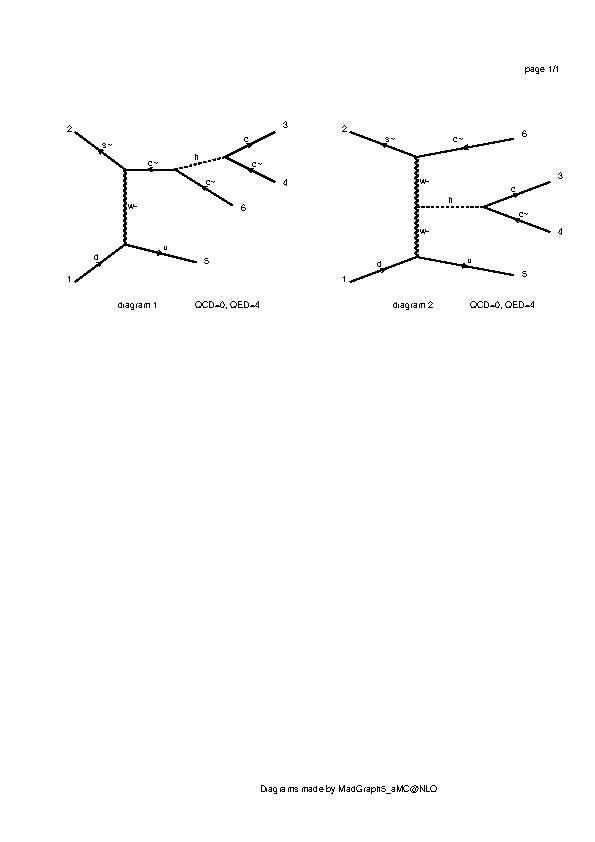 page 1/1
2
s~
c~
h
c
3
c~
4
c~
6
w-
d
1
u
5
diagram 1 QCD=0, QED=4
2
s~
c~
6
w-
h
c
3
c~
4
w-
d
1
u
5
diagram 2 QCD=0, QED=4
Diagrams made by MadGraph5_aMC@NLO